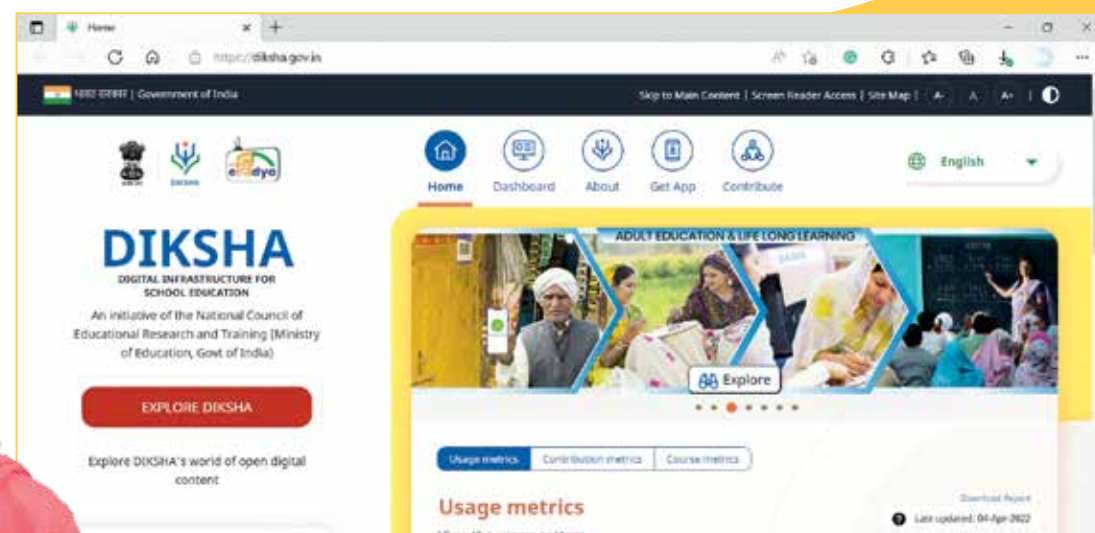 Home
https://diksha.gov.in
भारत सरकार | Government of India
Skip to Main Content | Screen Reader Access | Site Map | A- A A+
DIKSHA
Home
Dashboard
About
Get App
Contribute
English
DIKSHA
DIGITAL INFRASTRUCTURE FOR
SCHOOL EDUCATION
An initiative of the National Council of
Educational Research and Training (Ministry
of Education, Govt of India)
EXPLORE DIKSHA
Explore DIKSHA's world of open digital
content
ADULT EDUCATION & LIFE LONG LEARNING
Explore
Usage metrics
Contribution metrics
Course metrics
Usage metrics
Download Report
Last updated: 04-Apr-2022